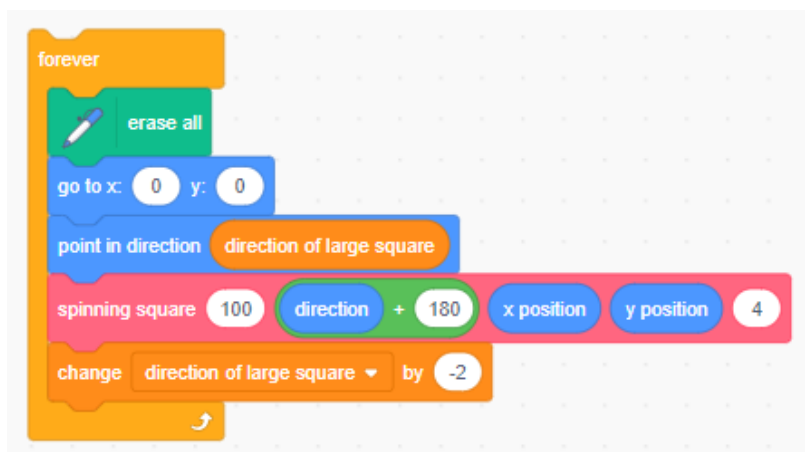 forever
erase all
go to x: 0 y: 0
point in direction direction of large square
spinning square 100 direction + 180 x position y position 4
change direction of large square by -2